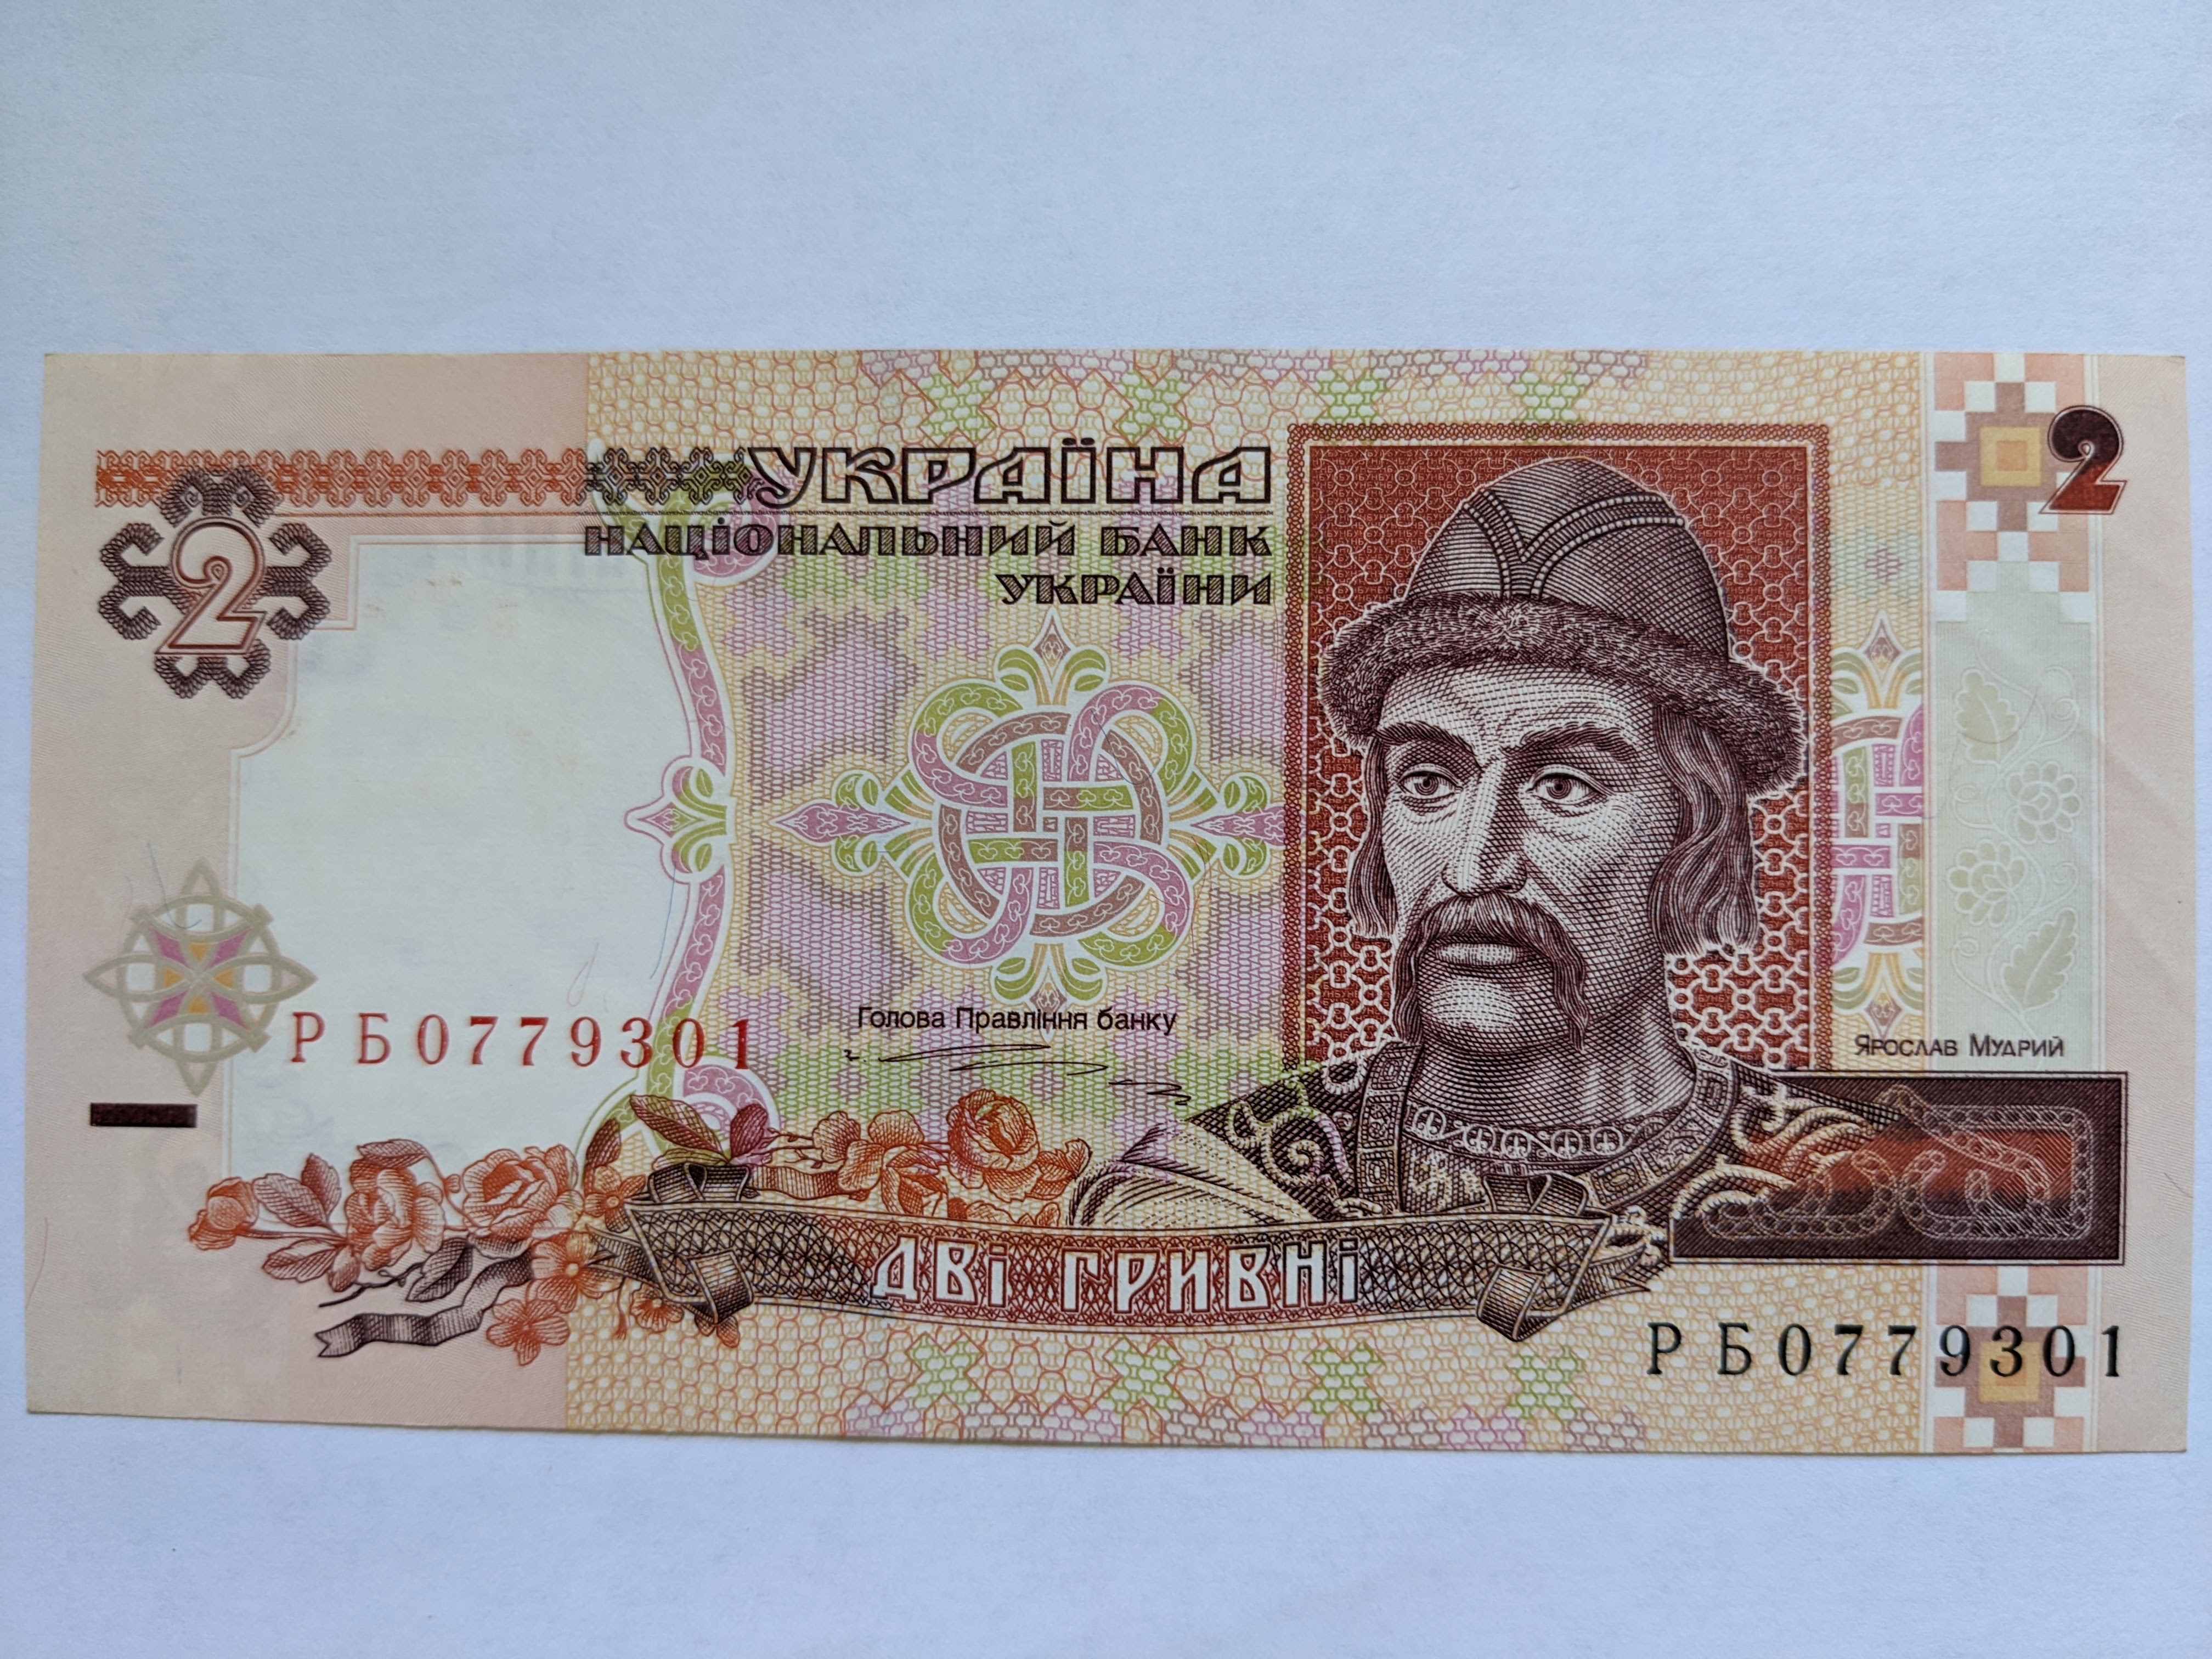 2
УКРАЇНА
НАЦІОНАЛЬНИЙ БАНК
УКРАЇНИ
2
РБ0779301
Голова Правління банку
Ярослав Мудрий
ДВІ ГРИВНІ
РБ0779301